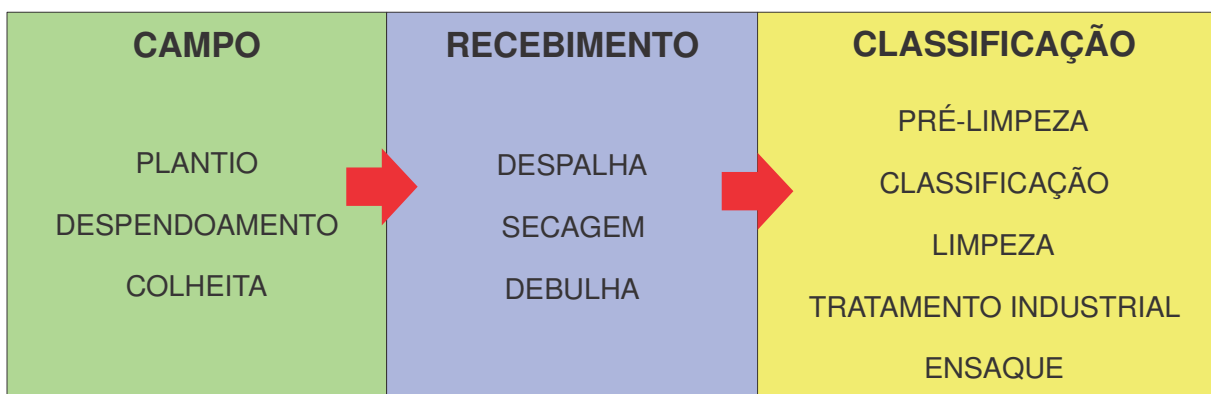 CAMPO
PLANTIO
DESPENDOAMENTO
COLHEITA
RECEBIMENTO
DESPALHA
SECAGEM
DEBULHA
CLASSIFICAÇÃO
PRÉ-LIMPEZA
CLASSIFICAÇÃO
LIMPEZA
TRATAMENTO INDUSTRIAL
ENSAQUE